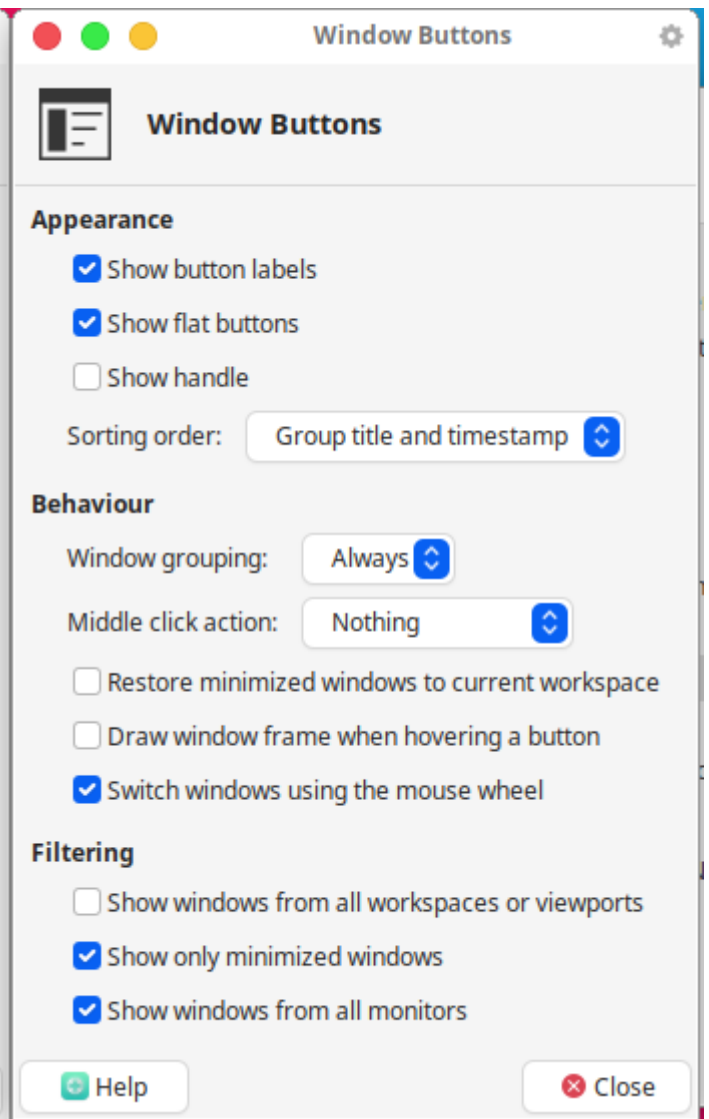 Window Buttons
Window Buttons
Appearance
Show button labels
Show flat buttons
Show handle
Sorting order: Group title and timestamp
Behaviour
Window grouping: Always
Middle click action: Nothing
Restore minimized windows to current workspace
Draw window frame when hovering a button
Switch windows using the mouse wheel
Filtering
Show windows from all workspaces or viewports
Show only minimized windows
Show windows from all monitors
Help Close